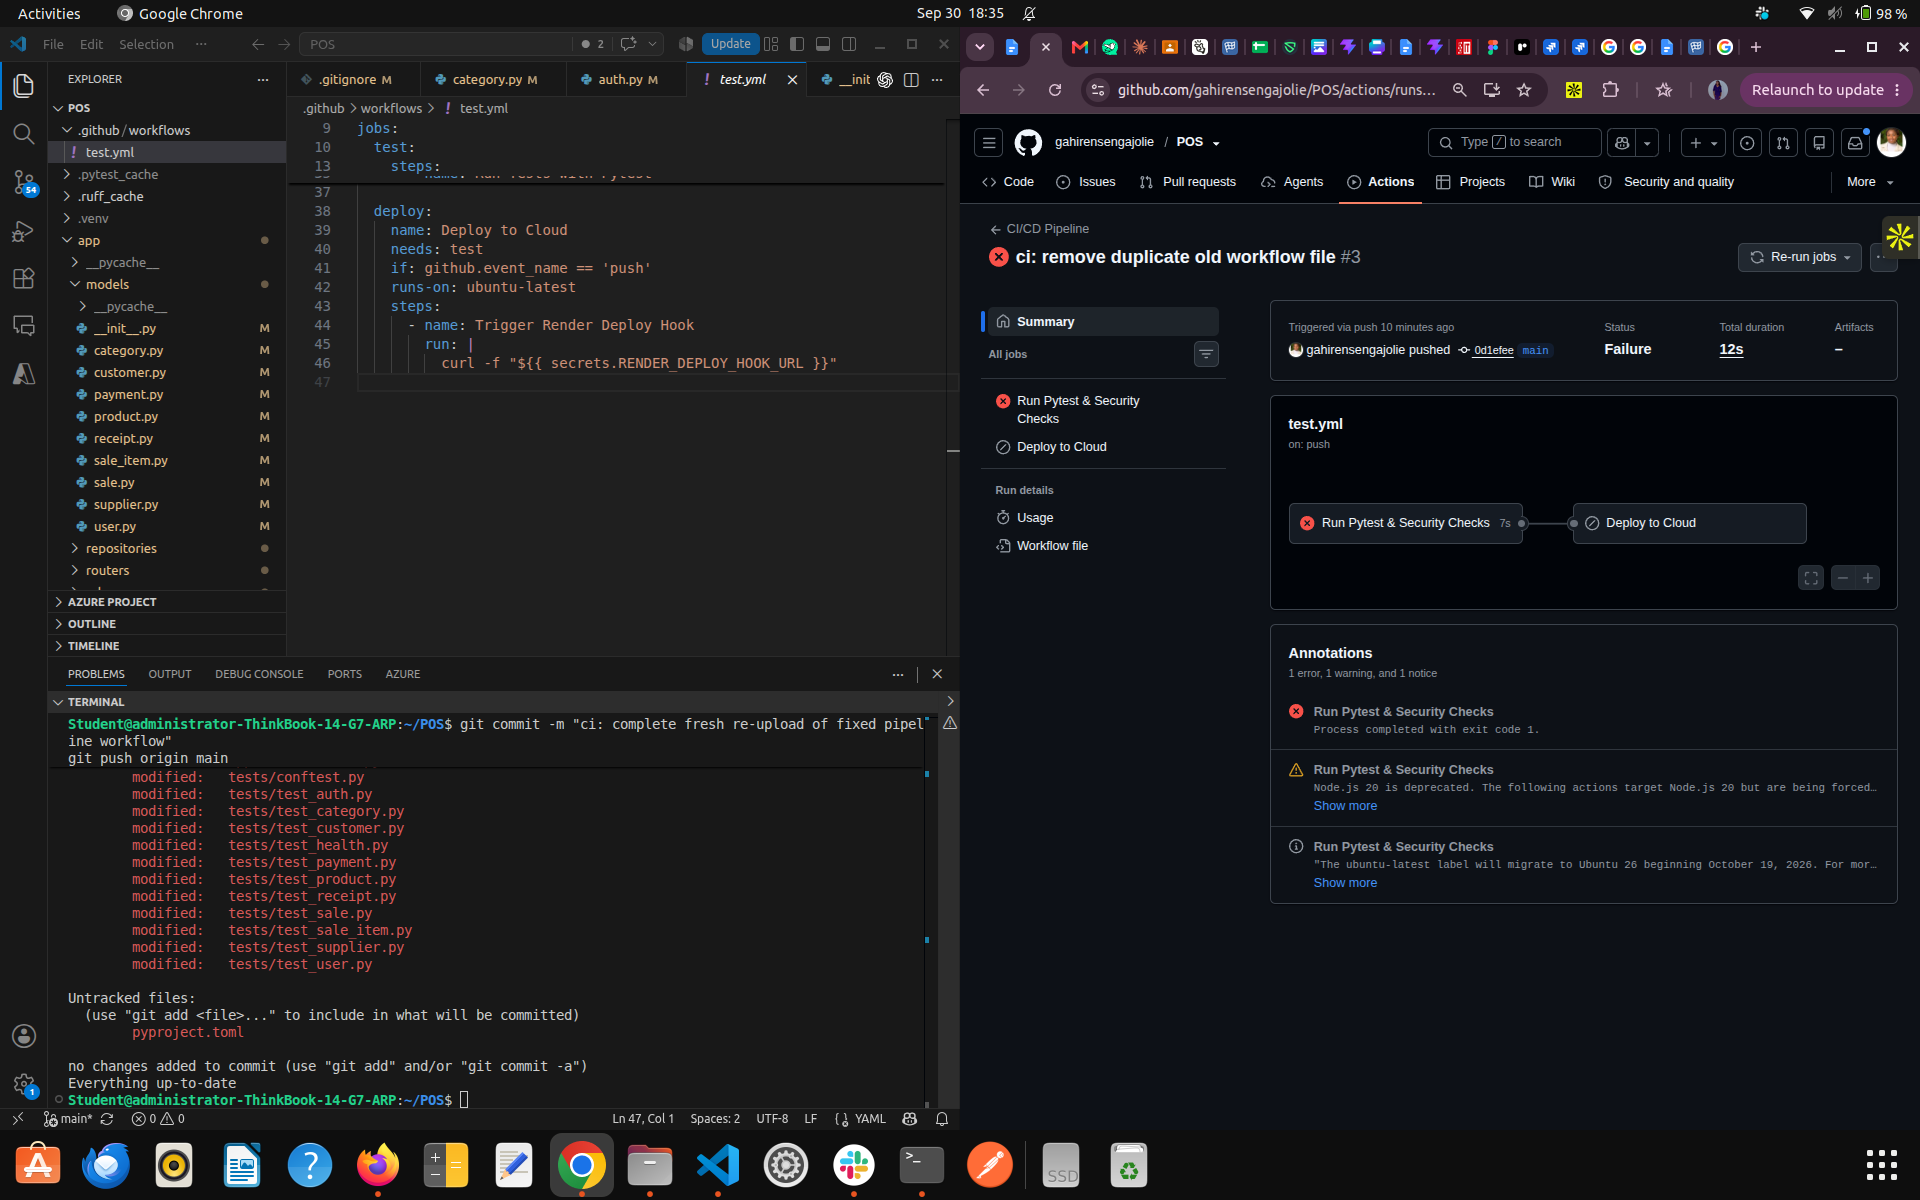 Activities
Google Chrome
Sep 30 18:35
98 %
File Edit Selection ···
POS
2
Update
EXPLORER
POS
.github / workflows
test.yml
.pytest_cache
.ruff_cache
.venv
app
__pycache__
models
__pycache__
__init__.py M
category.py M
customer.py M
payment.py M
product.py M
receipt.py M
sale_item.py M
sale.py M
supplier.py M
user.py M
repositories
routers
AZURE PROJECT
OUTLINE
TIMELINE
54
1
.gitignore M
category.py M
auth.py M
test.yml
__init
.github > workflows > ! test.yml
9 jobs:
10 test:
13 steps:
37
38 deploy:
39 name: Deploy to Cloud
40 needs: test
41 if: github.event_name == 'push'
42 runs-on: ubuntu-latest
43 steps:
44 - name: Trigger Render Deploy Hook
45 run: |
46 curl -f "${{ secrets.RENDER_DEPLOY_HOOK_URL }}"
47
PROBLEMS OUTPUT DEBUG CONSOLE PORTS AZURE
TERMINAL
Student@administrator-ThinkBook-14-G7-ARP:~/POS$ git commit -m "ci: complete fresh re-upload of fixed pipel
ine workflow"
git push origin main
modified: tests/conftest.py
modified: tests/test_auth.py
modified: tests/test_category.py
modified: tests/test_customer.py
modified: tests/test_health.py
modified: tests/test_payment.py
modified: tests/test_product.py
modified: tests/test_receipt.py
modified: tests/test_sale.py
modified: tests/test_sale_item.py
modified: tests/test_supplier.py
modified: tests/test_user.py
Untracked files:
(use "git add <file>..." to include in what will be committed)
pyproject.toml
no changes added to commit (use "git add" and/or "git commit -a")
Everything up-to-date
Student@administrator-ThinkBook-14-G7-ARP:~/POS$
main* 0 0
Ln 47, Col 1 Spaces: 2 UTF-8 LF YAML
github.com/gahirensengajolie/POS/actions/runs...
Relaunch to update
gahirensengajolie / POS
Type / to search
Code Issues Pull requests Agents Actions Projects Wiki Security and quality More
CI/CD Pipeline
ci: remove duplicate old workflow file #3
Re-run jobs
Summary
All jobs
Run Pytest & Security
Checks
Deploy to Cloud
Run details
Usage
Workflow file
Triggered via push 10 minutes ago
gahirensengajolie pushed 0d1efee main
Status
Failure
Total duration
12s
Artifacts
–
test.yml
on: push
Run Pytest & Security Checks 7s
Deploy to Cloud
Annotations
1 error, 1 warning, and 1 notice
Run Pytest & Security Checks
Process completed with exit code 1.
Run Pytest & Security Checks
Node.js 20 is deprecated. The following actions target Node.js 20 but are being forced…
Show more
Run Pytest & Security Checks
"The ubuntu-latest label will migrate to Ubuntu 26 beginning October 19, 2026. For mor…
Show more
SSD